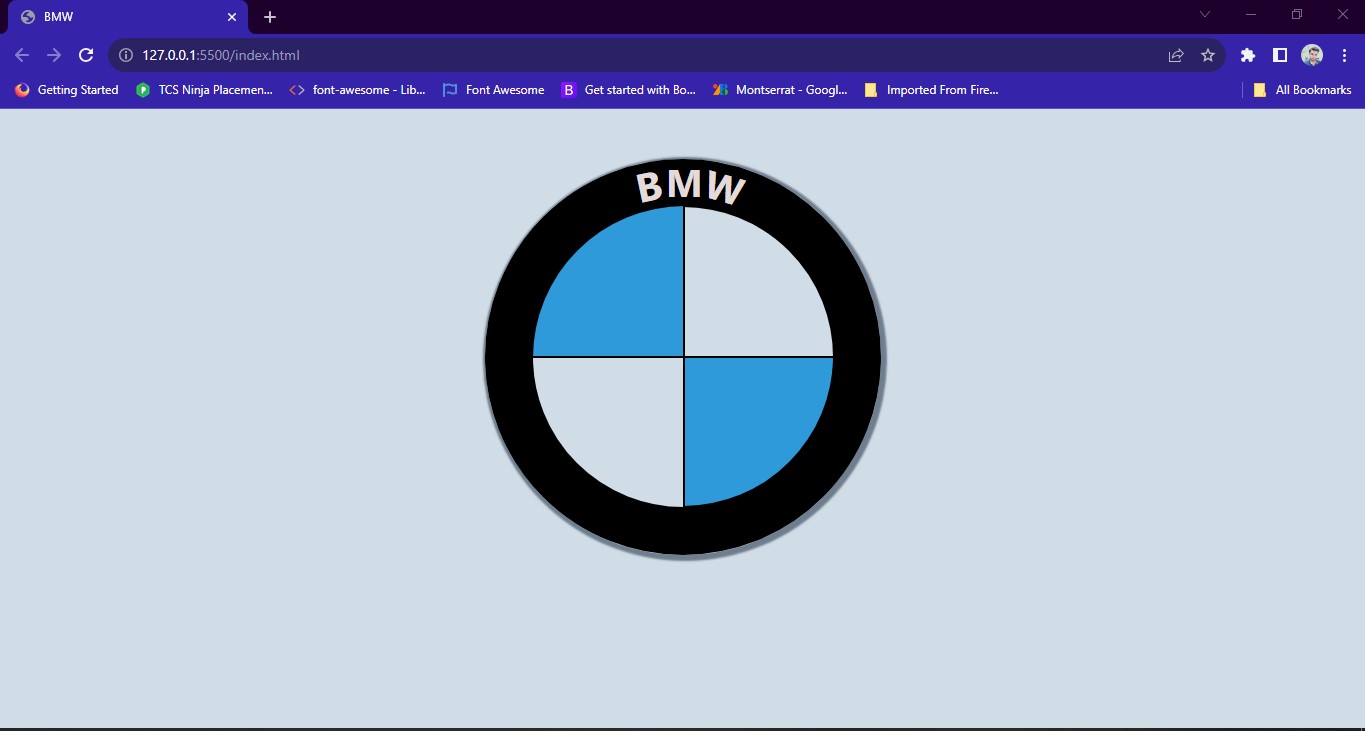 BMW
127.0.0.1:5500/index.html
Getting Started TCS Ninja Placemen... font-awesome - Lib... Font Awesome B Get started with Bo... Montserrat - Googl... Imported From Fire... All Bookmarks
BMW